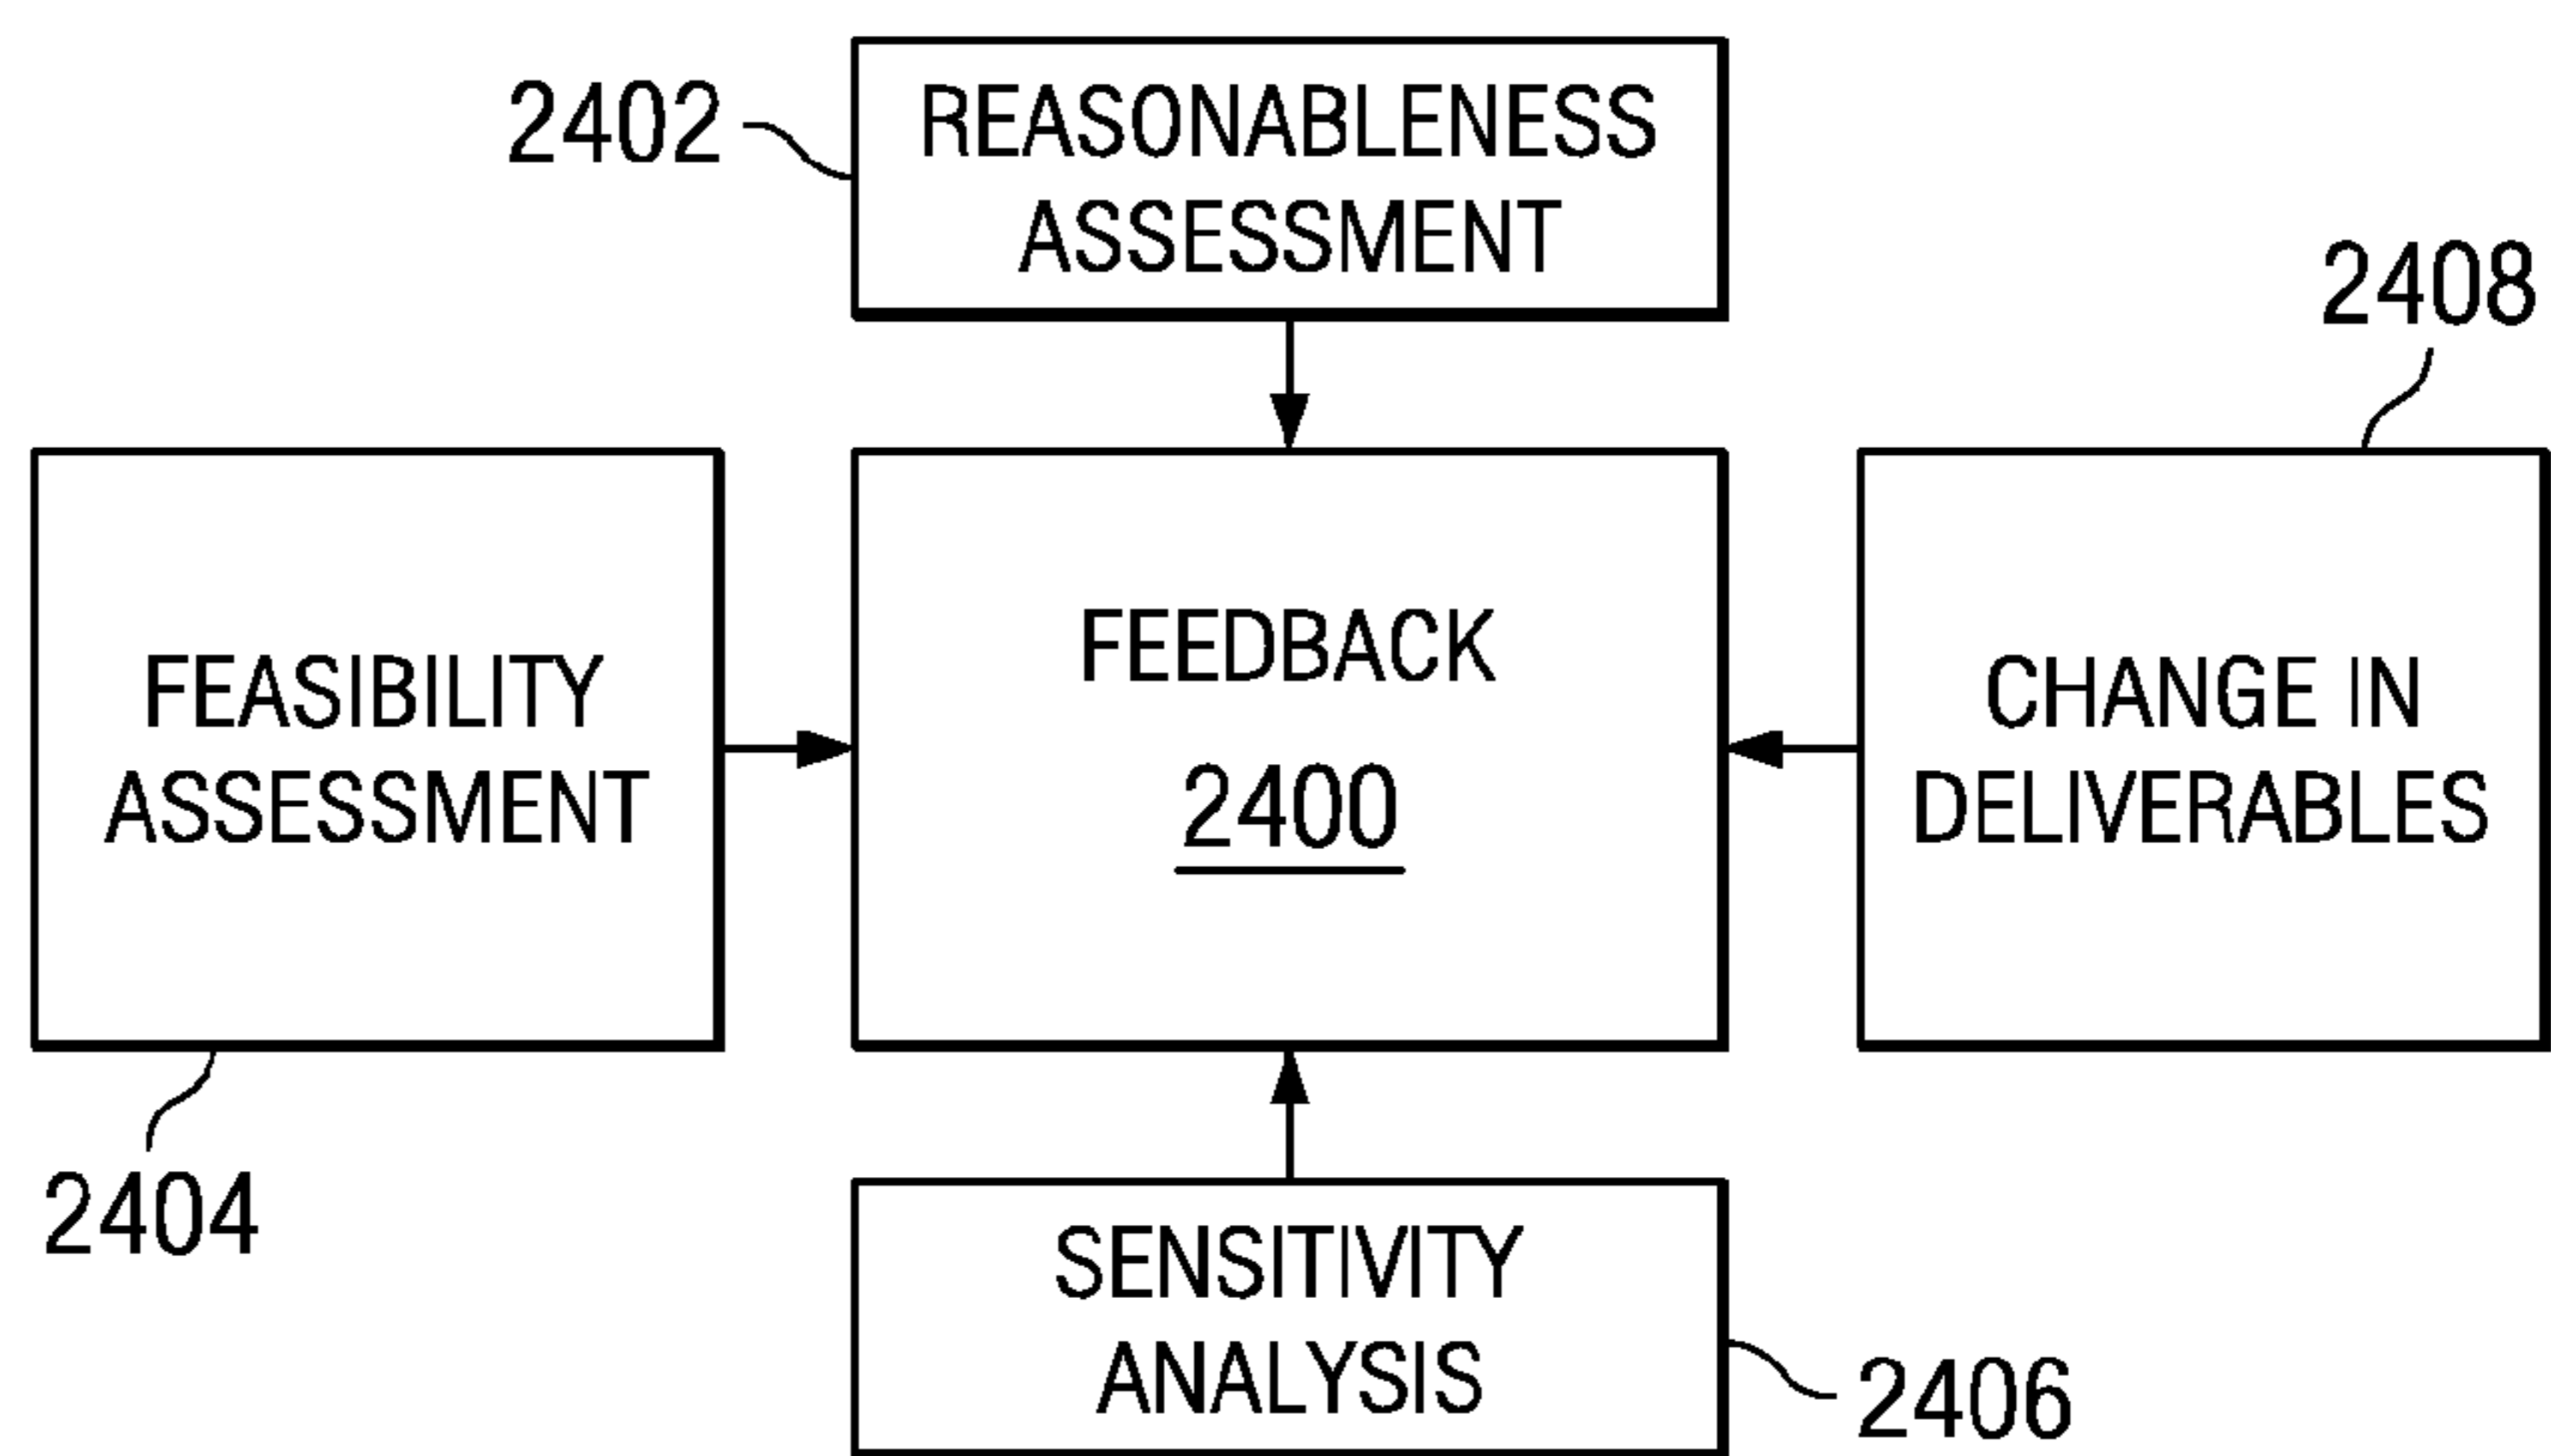 2402
REASONABLENESS
ASSESSMENT
2408
FEASIBILITY
ASSESSMENT
2404
FEEDBACK
2400
CHANGE IN
DELIVERABLES
SENSITIVITY
ANALYSIS
2406